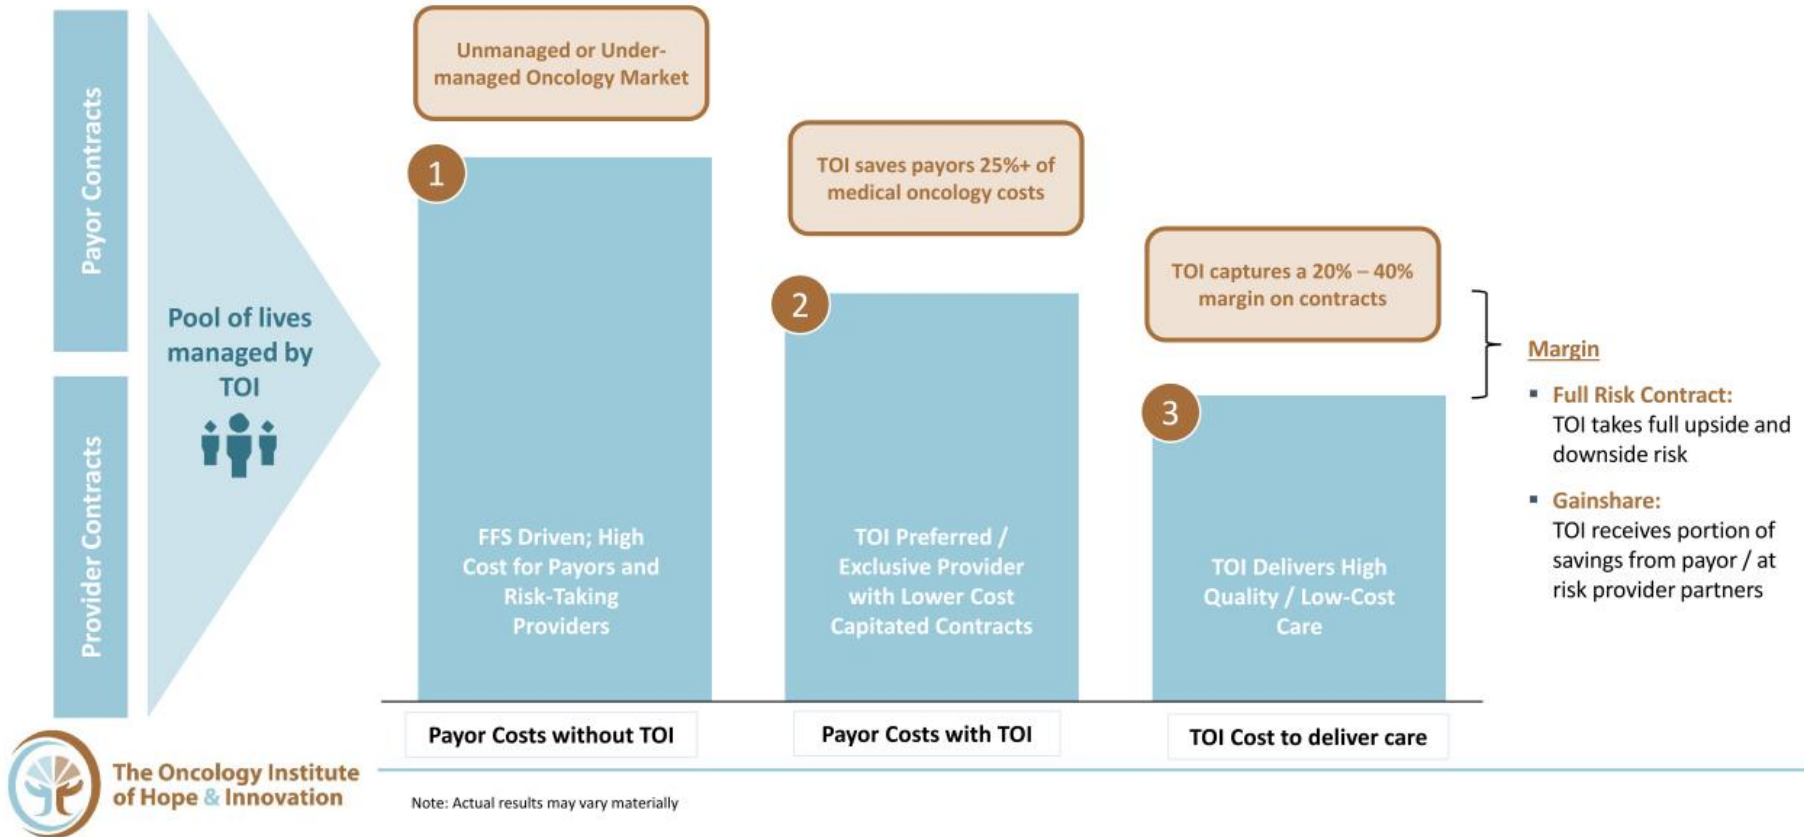 Payor Contracts
Provider Contracts
Pool of lives
managed by
TOI
Unmanaged or Under-
managed Oncology Market
1
FFS Driven; High
Cost for Payors and
Risk-Taking
Providers
Payor Costs without TOI
TOI saves payors 25%+ of
medical oncology costs
2
TOI Preferred /
Exclusive Provider
with Lower Cost
Capitated Contracts
Payor Costs with TOI
TOI captures a 20% – 40%
margin on contracts
3
TOI Delivers High
Quality / Low-Cost
Care
TOI Cost to deliver care
Margin
▪ Full Risk Contract:
TOI takes full upside and
downside risk
▪ Gainshare:
TOI receives portion of
savings from payor / at
risk provider partners
The Oncology Institute
of Hope & Innovation
Note: Actual results may vary materially